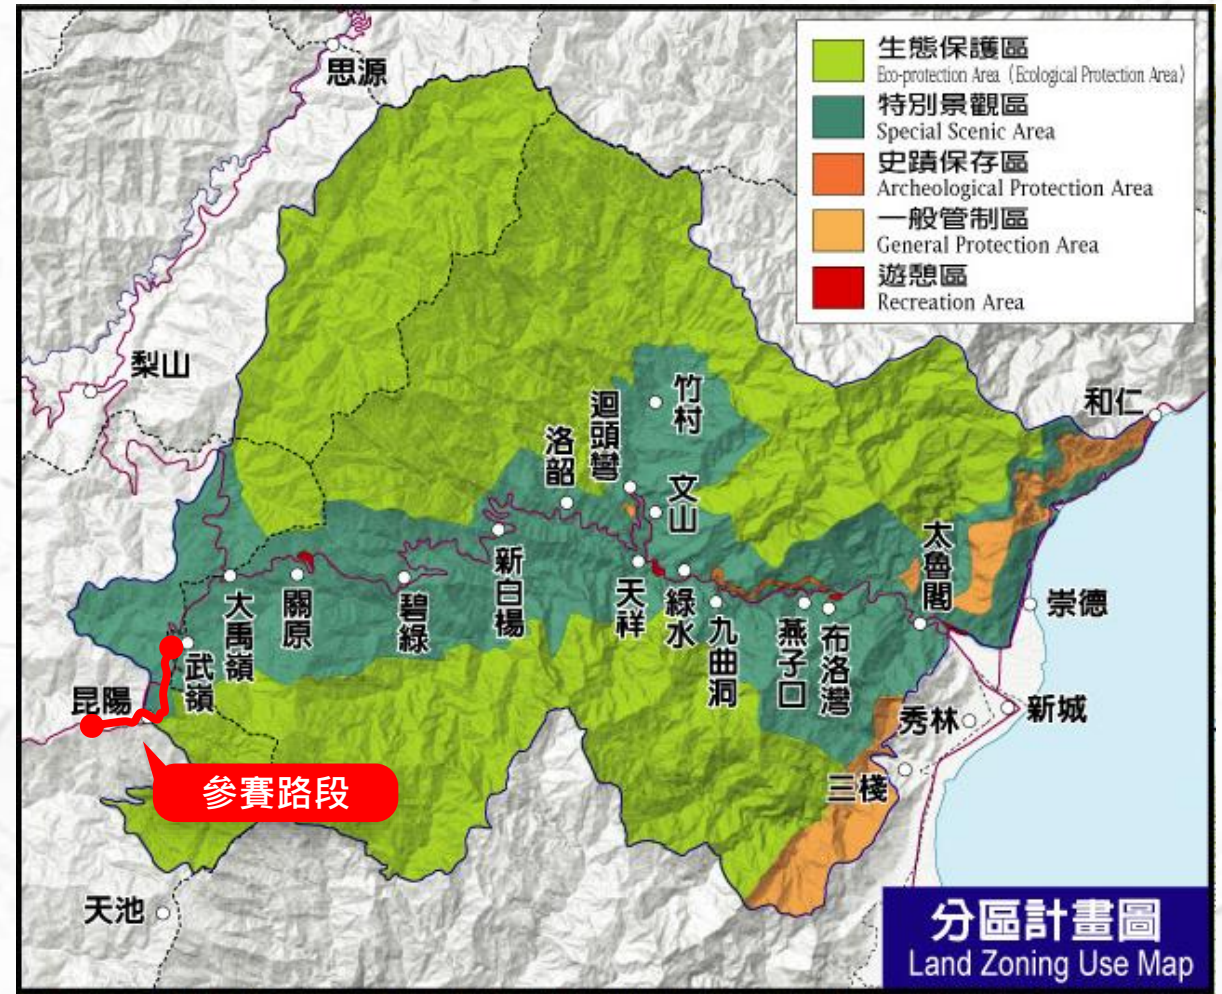 思源
生態保護區
Eco-protection Area (Ecological Protection Area)
特別景觀區
Special Scenic Area
史蹟保存區
Archeological Protection Area
一般管制區
General Protection Area
遊憩區
Recreation Area
梨山
竹村
迴頭彎
洛韶
文山
和仁
新白楊
天祥
綠水
九曲洞
燕子口
布洛灣
太魯閣
崇德
大禹嶺
關原
碧綠
武嶺
昆陽
秀林
新城
三棧
參賽路段
天池
分區計畫圖
Land Zoning Use Map